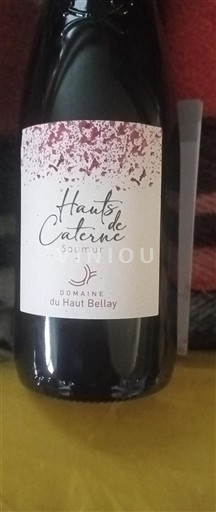 Hauts
de
Caterne
Saumur
VINIOU
DOMAINE
du Haut Bellay